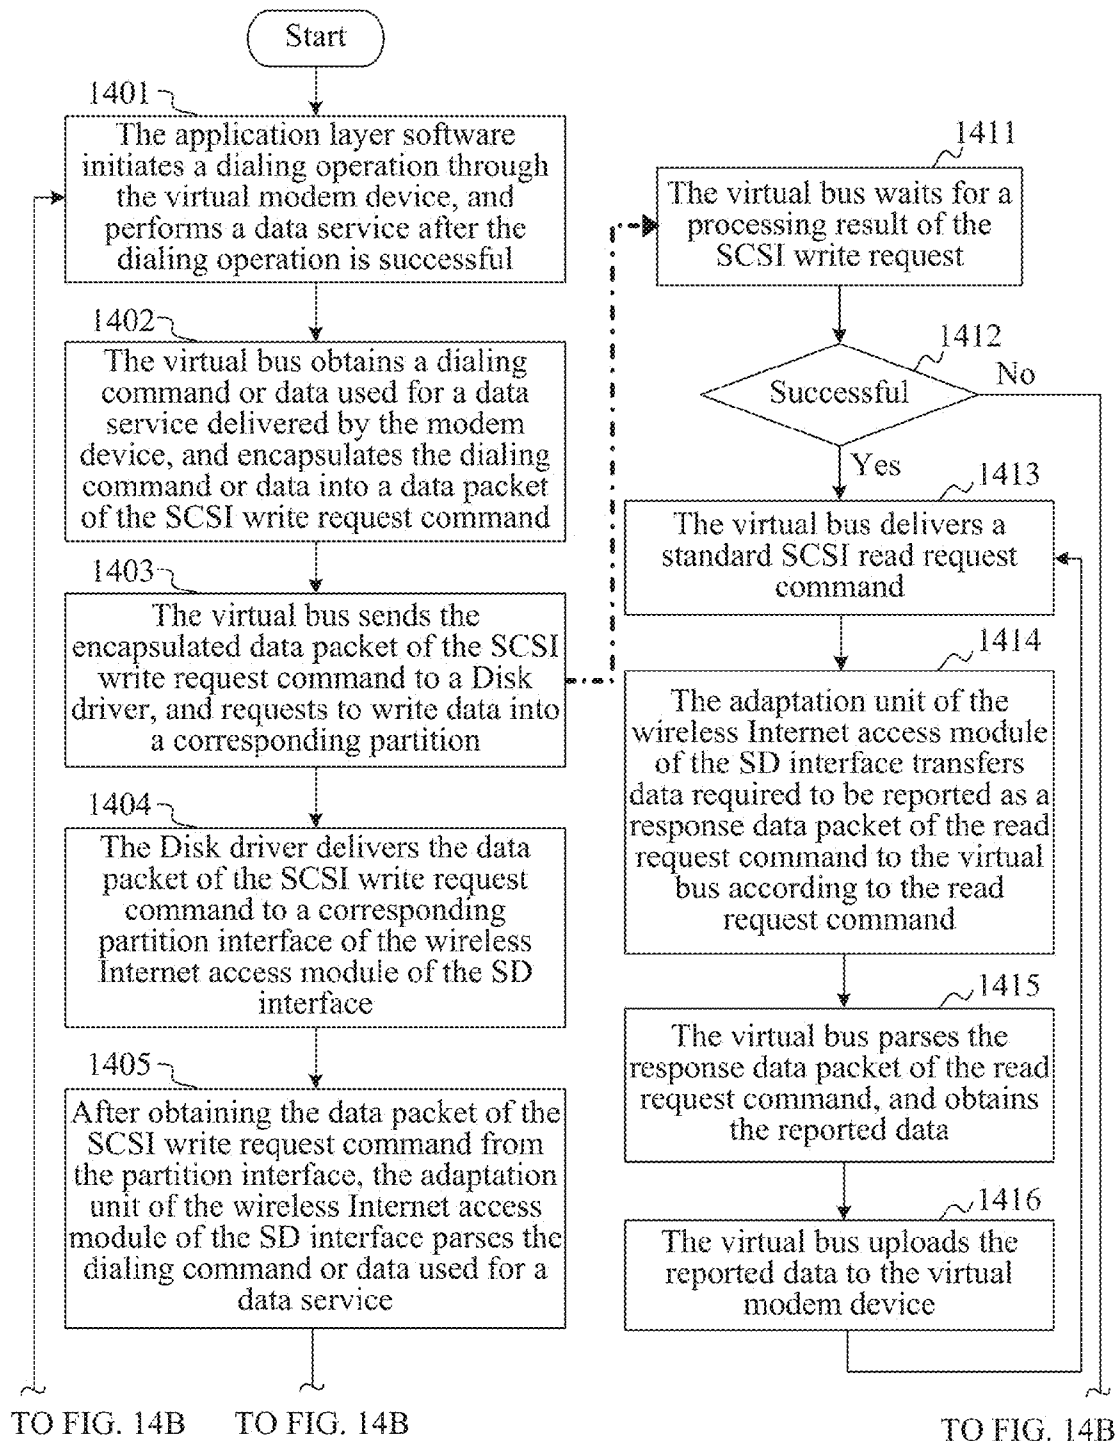 Start
1401
The application layer software
initiates a dialing operation through
the virtual modem device, and
performs a data service after the
dialing operation is successful
1402
The virtual bus obtains a dialing
command or data used for a data
service delivered by the modem
device, and encapsulates the dialing
command or data into a data packet
of the SCSI write request command
1403
The virtual bus sends the
encapsulated data packet of the SCSI
write request command to a Disk
driver, and requests to write data into
a corresponding partition
1404
The Disk driver delivers the data
packet of the SCSI write request
command to a corresponding
partition interface of the wireless
Internet access module of the SD
interface
1405
After obtaining the data packet of the
SCSI write request command from
the partition interface, the adaptation
unit of the wireless Internet access
module of the SD interface parses the
dialing command or data used for a
data service
TO FIG. 14B
TO FIG. 14B
1411
The virtual bus waits for a
processing result of the
SCSI write request
1412
Successful
No
Yes
1413
The virtual bus delivers a
standard SCSI read request
command
1414
The adaptation unit of the
wireless Internet access module
of the SD interface transfers
data required to be reported as a
response data packet of the read
request command to the virtual
bus according to the read
request command
1415
The virtual bus parses the
response data packet of the read
request command, and obtains
the reported data
1416
The virtual bus uploads the
reported data to the virtual
modem device
TO FIG. 14B